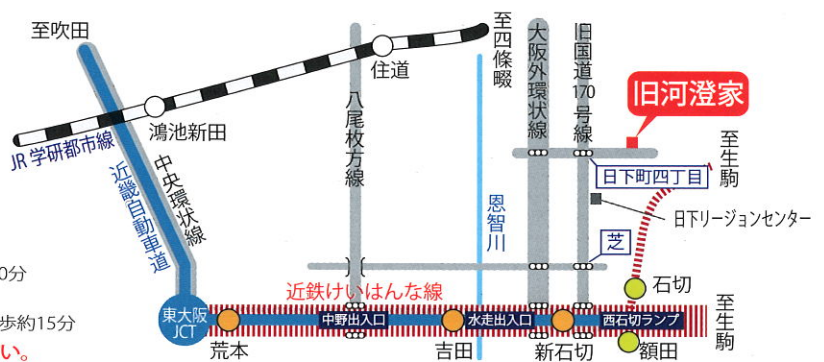 至吹田
JR 学研都市線
鴻池新田
住道
至四條畷
近畿自動車道
中央環状線
八尾枚方線
恩智川
大阪外環状線
旧国道170号線
旧河澄家
至生駒
日下町四丁目
日下リージョンセンター
芝
石切
0分
歩約15分
い。
近鉄けいはんな線
東大阪
JCT
荒本
中野出入口
吉田
水走出入口
新石切
西石切ランプ
額田
至生駒